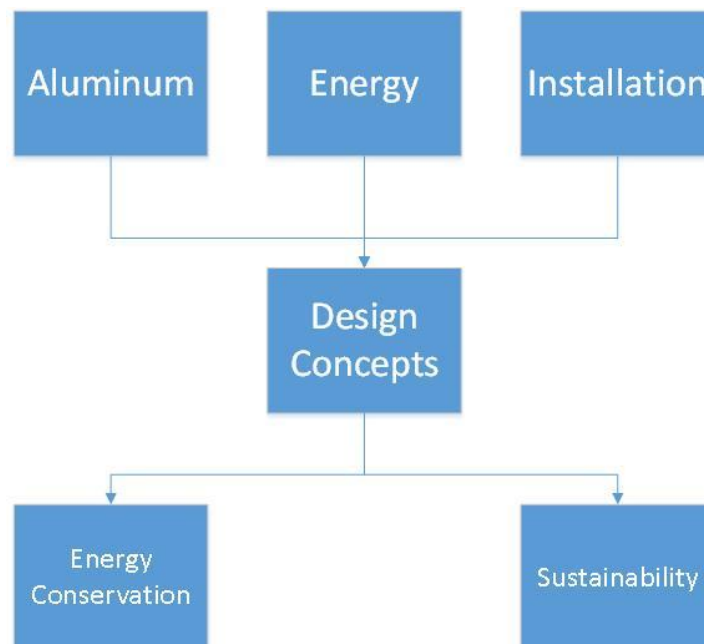 Aluminum
Energy
Installation
Design
Concepts
Energy
Conservation
Sustainability